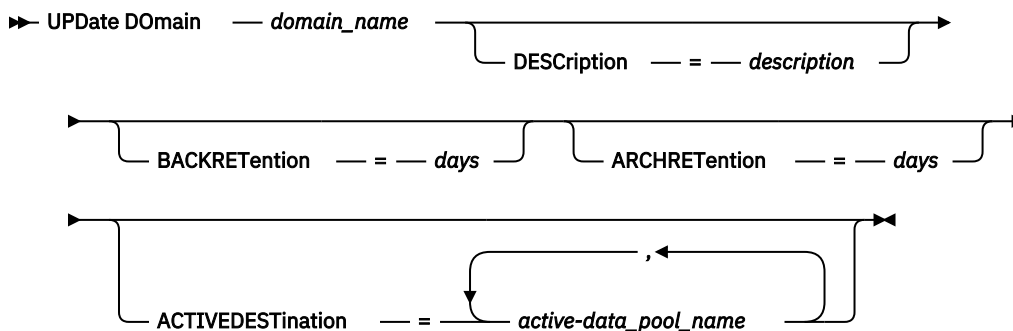 UPDate DOmain domain_name
DESCription = description
BACKRETention = days ARCHRETention = days
,
ACTIVEDESTination = active-data_pool_name